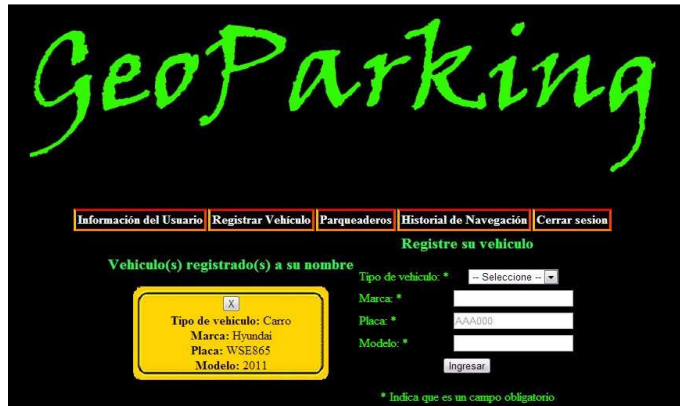 GeoParking
Información del Usuario Registrar Vehículo Parqueaderos Historial de Navegación Cerrar sesion
Vehiculo(s) registrado(s) a su nombre
X
Tipo de vehiculo: Carro
Marca: Hyundai
Placa: WSE865
Modelo: 2011
Registre su vehiculo
Tipo de vehiculo: * -- Seleccione --
Marca: *
Placa: * AAA000
Modelo: *
Ingresar
* Indica que es un campo obligatorio